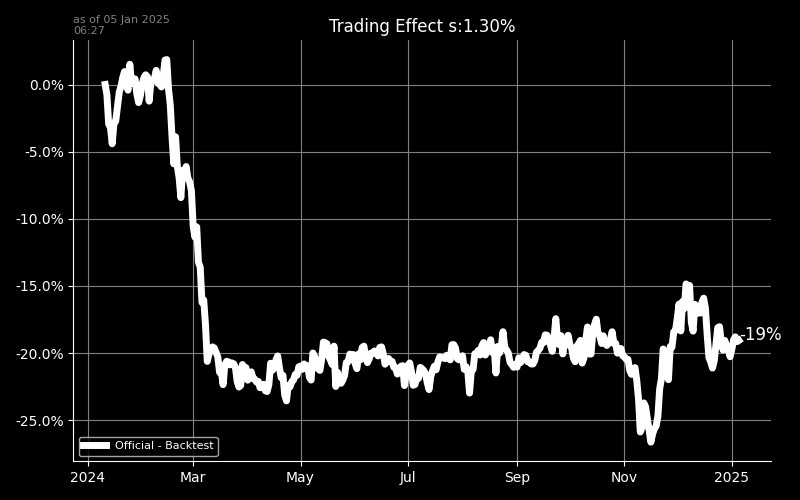 as of 05 Jan 2025
06:27
Trading Effect s:1.30%
0.0%
-5.0%
-10.0%
-15.0%
-20.0%
-25.0%
-19%
Official - Backtest
2024
Mar
May
Jul
Sep
Nov
2025